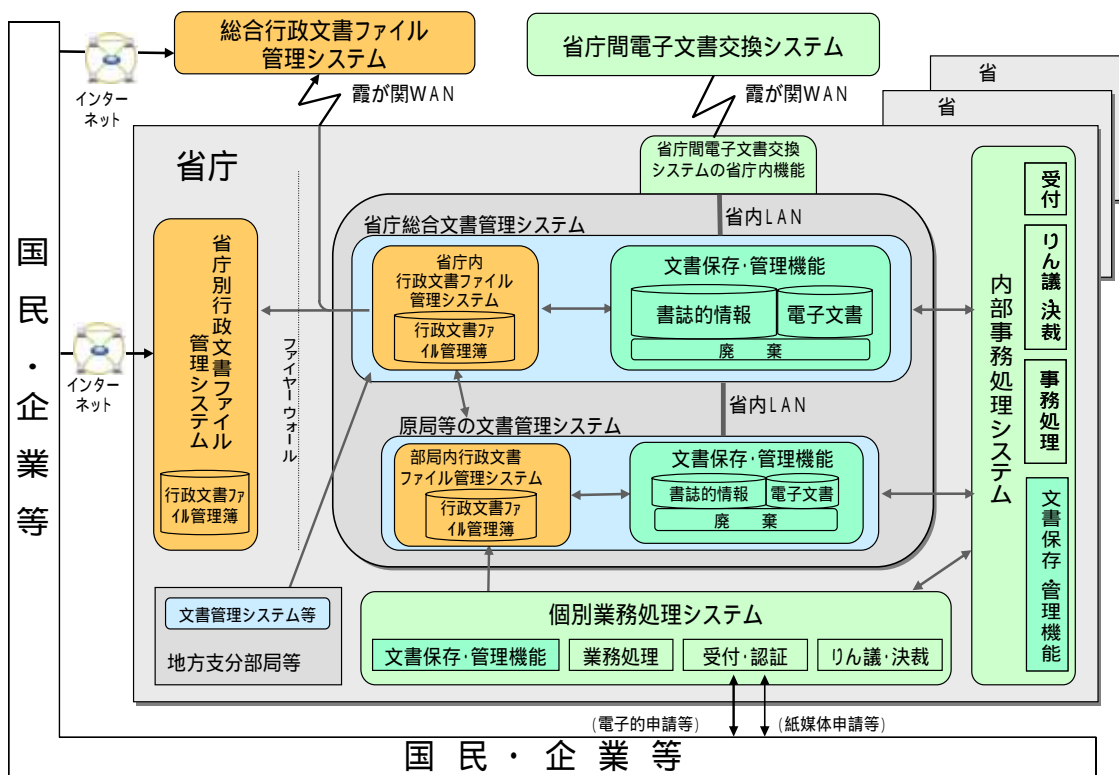 総合行政文書ファイル
管理システム
省庁間電子文書交換システム
インター
ネット
霞が関WAN
霞が関WAN
省
省
省庁
省庁間電子文書交換
システムの省庁内機能
省内LAN
省庁総合文書管理システム
省庁内
行政文書ファイル
管理システム
行政文書ファ
イル管理簿
文書保存・管理機能
書誌的情報
電子文書
廃 棄
省内LAN
原局等の文書管理システム
部局内行政文書
ファイル管理システム
行政文書ファ
イル管理簿
文書保存・管理機能
書誌的情報
電子文書
廃 棄
省庁別行政文書ファイル
管理システム
行政文書ファ
イル管理簿
ファイヤーウォール
インター
ネット
国民・企業等
内部事務処理システム
受付
りん議・決裁
事務処理
文書保存・管理機能
文書管理システム等
地方支分部局等
個別業務処理システム
文書保存・管理機能
業務処理
受付・認証
りん議・決裁
(電子的申請等)
(紙媒体申請等)
国 民 ・ 企 業 等